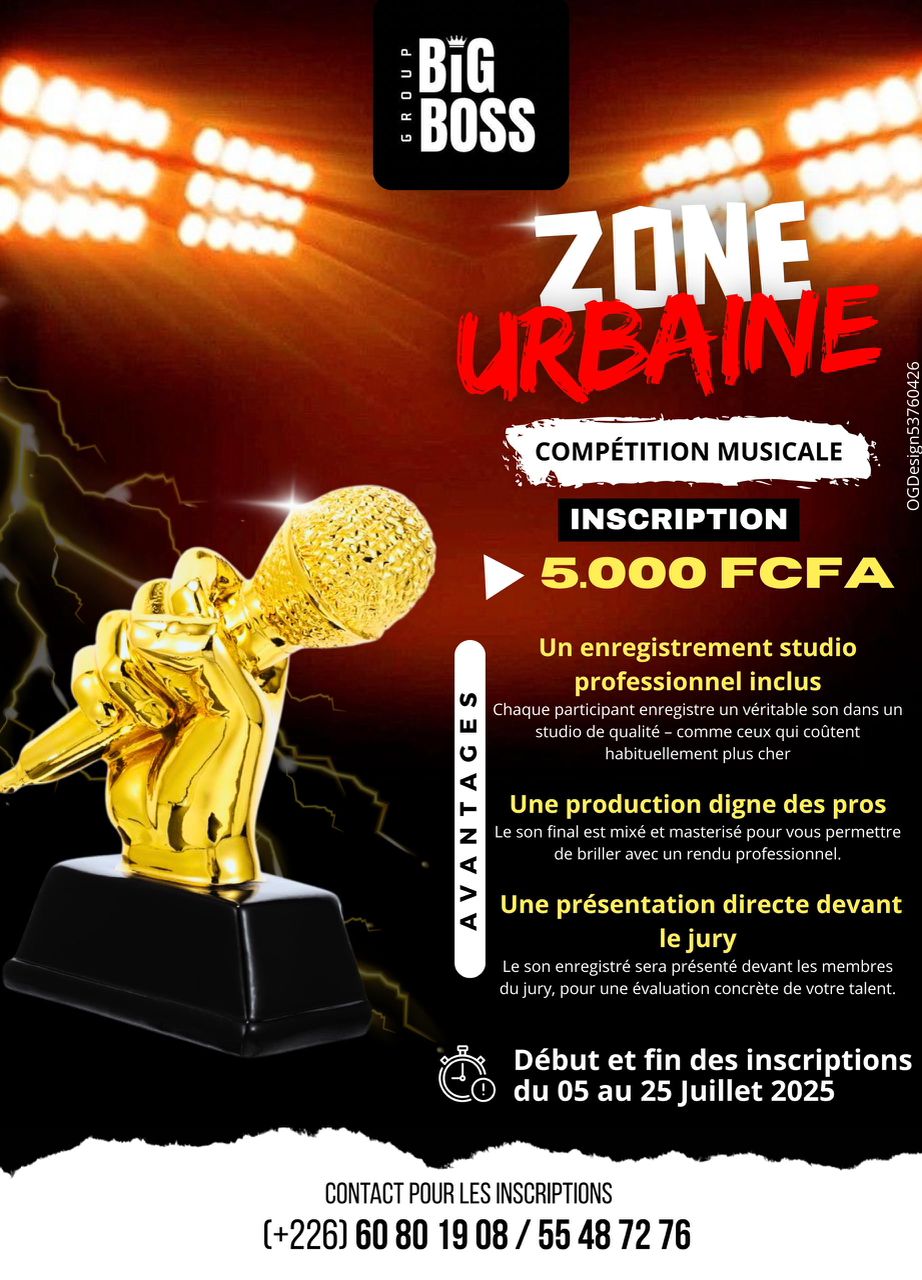 GROUP
BiG
BOSS
ZONE
URBAINE
OGDesign53760426
COMPÉTITION MUSICALE
INSCRIPTION
5.000 FCFA
AVANTAGES
Un enregistrement studio
professionnel inclus
Chaque participant enregistre un véritable son dans un
studio de qualité – comme ceux qui coûtent
habituellement plus cher
Une production digne des pros
Le son final est mixé et masterisé pour vous permettre
de briller avec un rendu professionnel.
Une présentation directe devant
le jury
Le son enregistré sera présenté devant les membres
du jury, pour une évaluation concrète de votre talent.
Début et fin des inscriptions
du 05 au 25 Juillet 2025
CONTACT POUR LES INSCRIPTIONS
(+226) 60 80 19 08 / 55 48 72 76